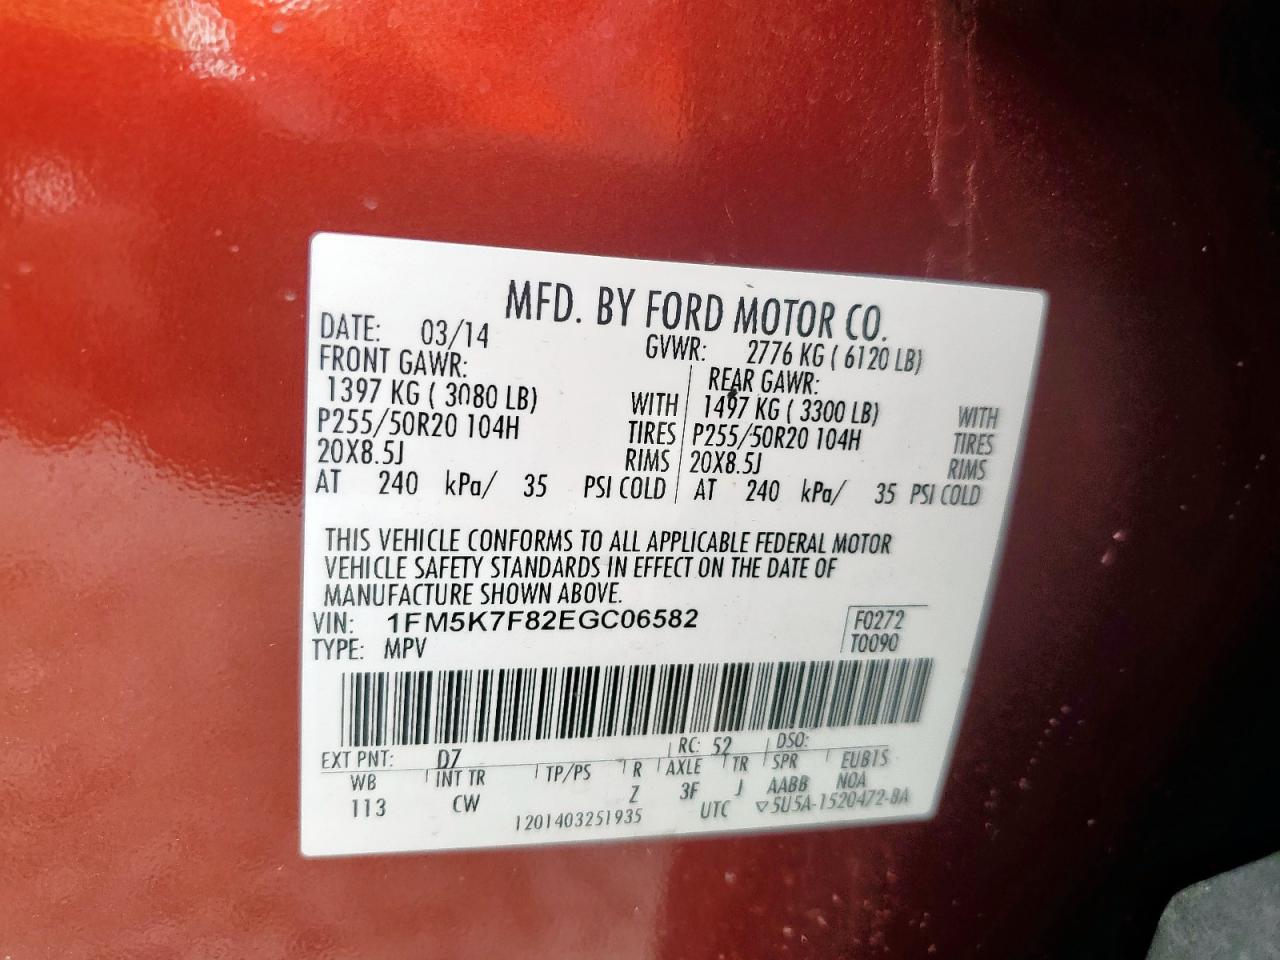 MFD. BY FORD MOTOR CO.
DATE: 03/14 GVWR: 2776 KG ( 6120 LB)
FRONT GAWR: REAR GAWR:
1397 KG ( 3080 LB) WITH 1497 KG ( 3300 LB) WITH
P255/50R20 104H TIRES P255/50R20 104H TIRES
20X8.5J RIMS 20X8.5J RIMS
AT 240 kPa/ 35 PSI COLD AT 240 kPa/ 35 PSI COLD
THIS VEHICLE CONFORMS TO ALL APPLICABLE FEDERAL MOTOR
VEHICLE SAFETY STANDARDS IN EFFECT ON THE DATE OF
MANUFACTURE SHOWN ABOVE.
VIN: 1FM5K7F82EGC06582 F0272
TYPE: MPV T0090
EXT PNT: D7 RC: 52 DSO:
WB INT TR TP/PS R AXLE TR SPR EUB1S
113 CW Z 3F J AABB NOA
1201403251935 UTC ▽5U5A-1520472-BA